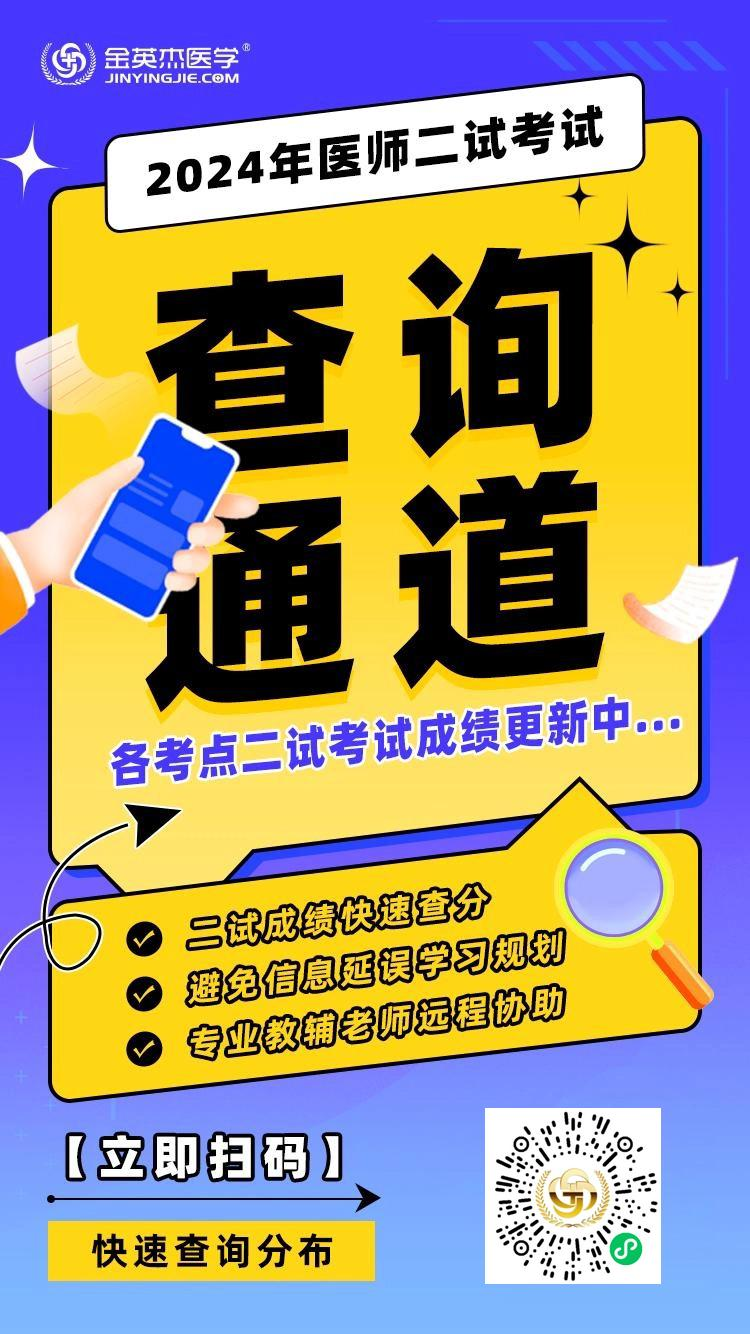 金英杰医学®
JINYINGJIE.COM
2024年医师二试考试
查询
通道
各考点二试考试成绩更新中...
二试成绩快速查分
避免信息延误学习规划
专业教辅老师远程协助
【立即扫码】
快速查询分布